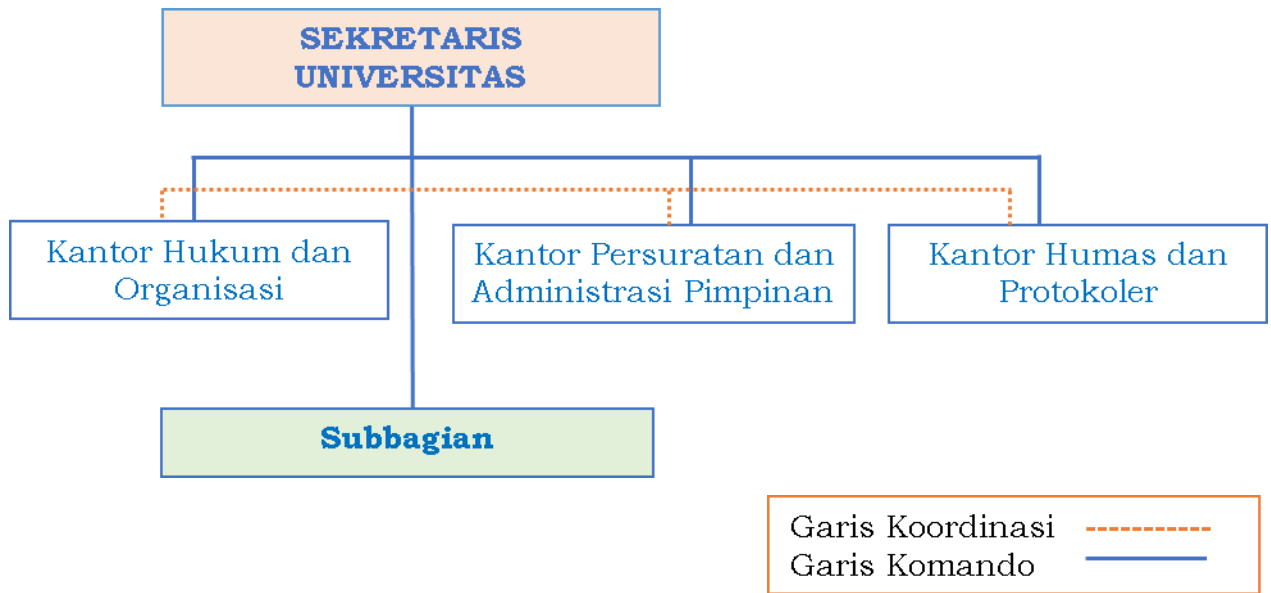 SEKRETARIS
UNIVERSITAS
Kantor Hukum dan
Organisasi
Kantor Persuratan dan
Administrasi Pimpinan
Kantor Humas dan
Protokoler
Subbagian
Garis Koordinasi
Garis Komando